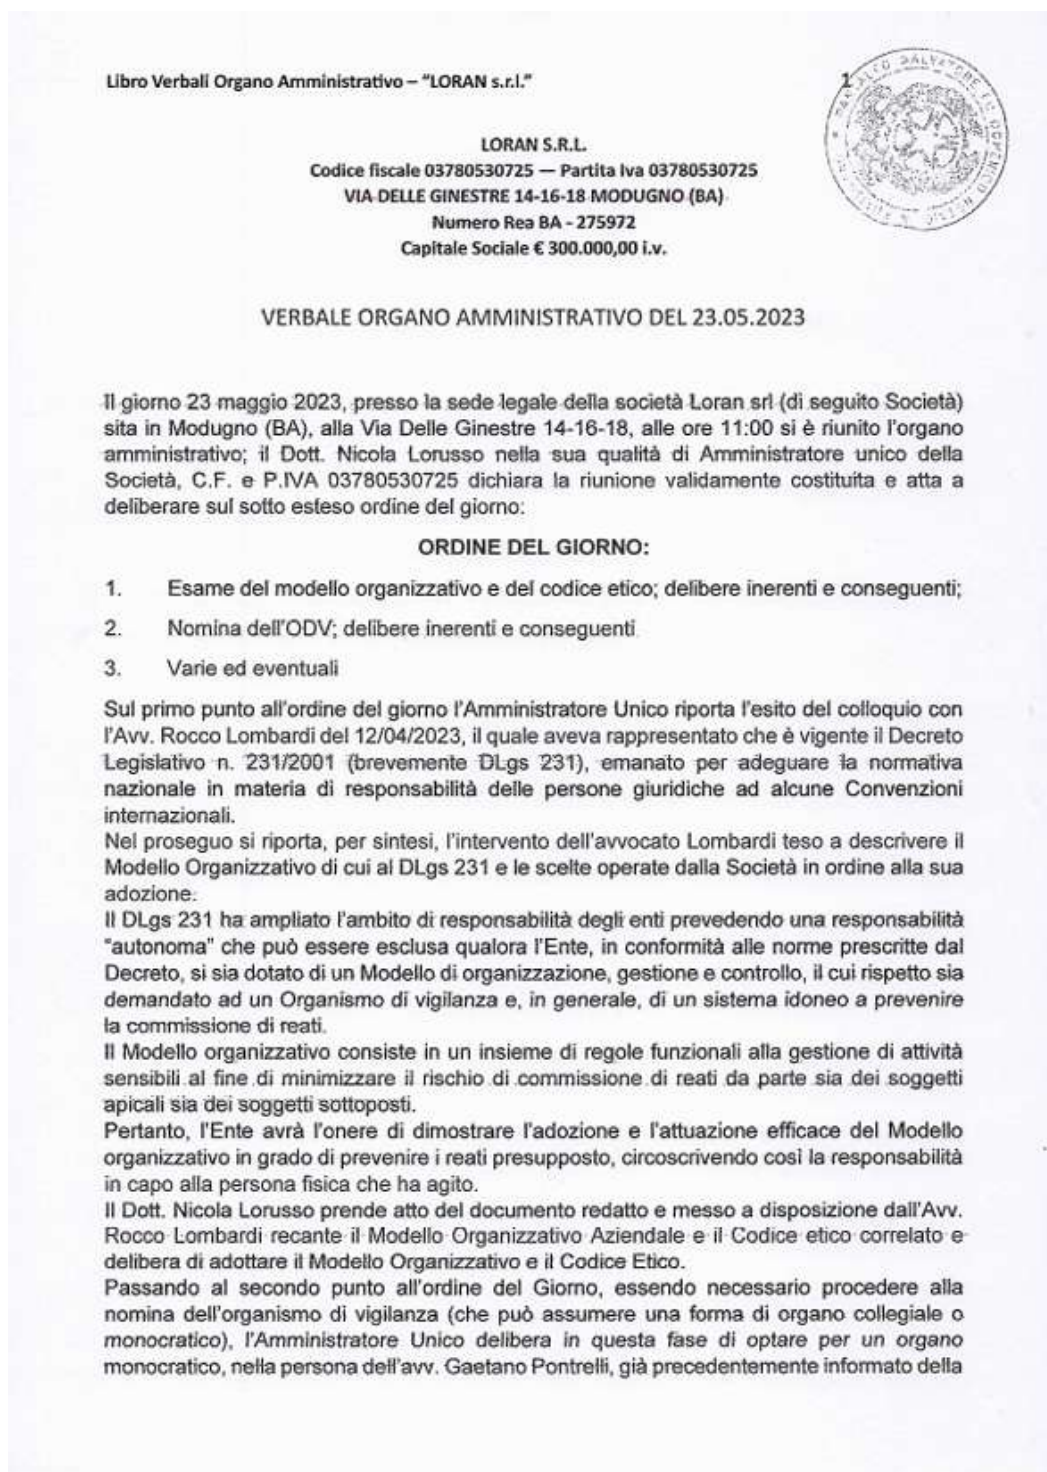 Libro Verbali Organo Amministrativo – "LORAN s.r.l."
1
LORAN S.R.L.
Codice fiscale 03780530725 — Partita Iva 03780530725
VIA DELLE GINESTRE 14-16-18 MODUGNO (BA)
Numero Rea BA - 275972
Capitale Sociale € 300.000,00 i.v.
VERBALE ORGANO AMMINISTRATIVO DEL 23.05.2023
Il giorno 23 maggio 2023, presso la sede legale della società Loran srl (di seguito Società)
sita in Modugno (BA), alla Via Delle Ginestre 14-16-18, alle ore 11:00 si è riunito l'organo
amministrativo; il Dott. Nicola Lorusso nella sua qualità di Amministratore unico della
Società, C.F. e P.IVA 03780530725 dichiara la riunione validamente costituita e atta a
deliberare sul sotto esteso ordine del giorno:
ORDINE DEL GIORNO:
1. Esame del modello organizzativo e del codice etico; delibere inerenti e conseguenti;
2. Nomina dell'ODV; delibere inerenti e conseguenti
3. Varie ed eventuali
Sul primo punto all'ordine del giorno l'Amministratore Unico riporta l'esito del colloquio con
l'Avv. Rocco Lombardi del 12/04/2023, il quale aveva rappresentato che è vigente il Decreto
Legislativo n. 231/2001 (brevemente DLgs 231), emanato per adeguare la normativa
nazionale in materia di responsabilità delle persone giuridiche ad alcune Convenzioni
internazionali.
Nel proseguo si riporta, per sintesi, l'intervento dell'avvocato Lombardi teso a descrivere il
Modello Organizzativo di cui al DLgs 231 e le scelte operate dalla Società in ordine alla sua
adozione.
Il DLgs 231 ha ampliato l'ambito di responsabilità degli enti prevedendo una responsabilità
"autonoma" che può essere esclusa qualora l'Ente, in conformità alle norme prescritte dal
Decreto, si sia dotato di un Modello di organizzazione, gestione e controllo, il cui rispetto sia
demandato ad un Organismo di vigilanza e, in generale, di un sistema idoneo a prevenire
la commissione di reati.
Il Modello organizzativo consiste in un insieme di regole funzionali alla gestione di attività
sensibili al fine di minimizzare il rischio di commissione di reati da parte sia dei soggetti
apicali sia dei soggetti sottoposti.
Pertanto, l'Ente avrà l'onere di dimostrare l'adozione e l'attuazione efficace del Modello
organizzativo in grado di prevenire i reati presupposto, circoscrivendo così la responsabilità
in capo alla persona fisica che ha agito.
Il Dott. Nicola Lorusso prende atto del documento redatto e messo a disposizione dall'Avv.
Rocco Lombardi recante il Modello Organizzativo Aziendale e il Codice etico correlato e
delibera di adottare il Modello Organizzativo e il Codice Etico.
Passando al secondo punto all'ordine del Giorno, essendo necessario procedere alla
nomina dell'organismo di vigilanza (che può assumere una forma di organo collegiale o
monocratico), l'Amministratore Unico delibera in questa fase di optare per un organo
monocratico, nella persona dell'avv. Gaetano Pontrelli, già precedentemente informato della